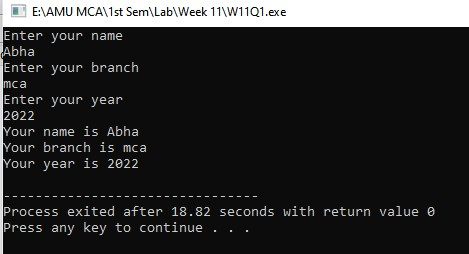 E:\AMU MCA\1st Sem\Lab\Week 11\W11Q1.exe
Enter your name
Abha
Enter your branch
mca
Enter your year
2022
Your name is Abha
Your branch is mca
Your year is 2022
--------------------------------
Process exited after 18.82 seconds with return value 0
Press any key to continue . . .